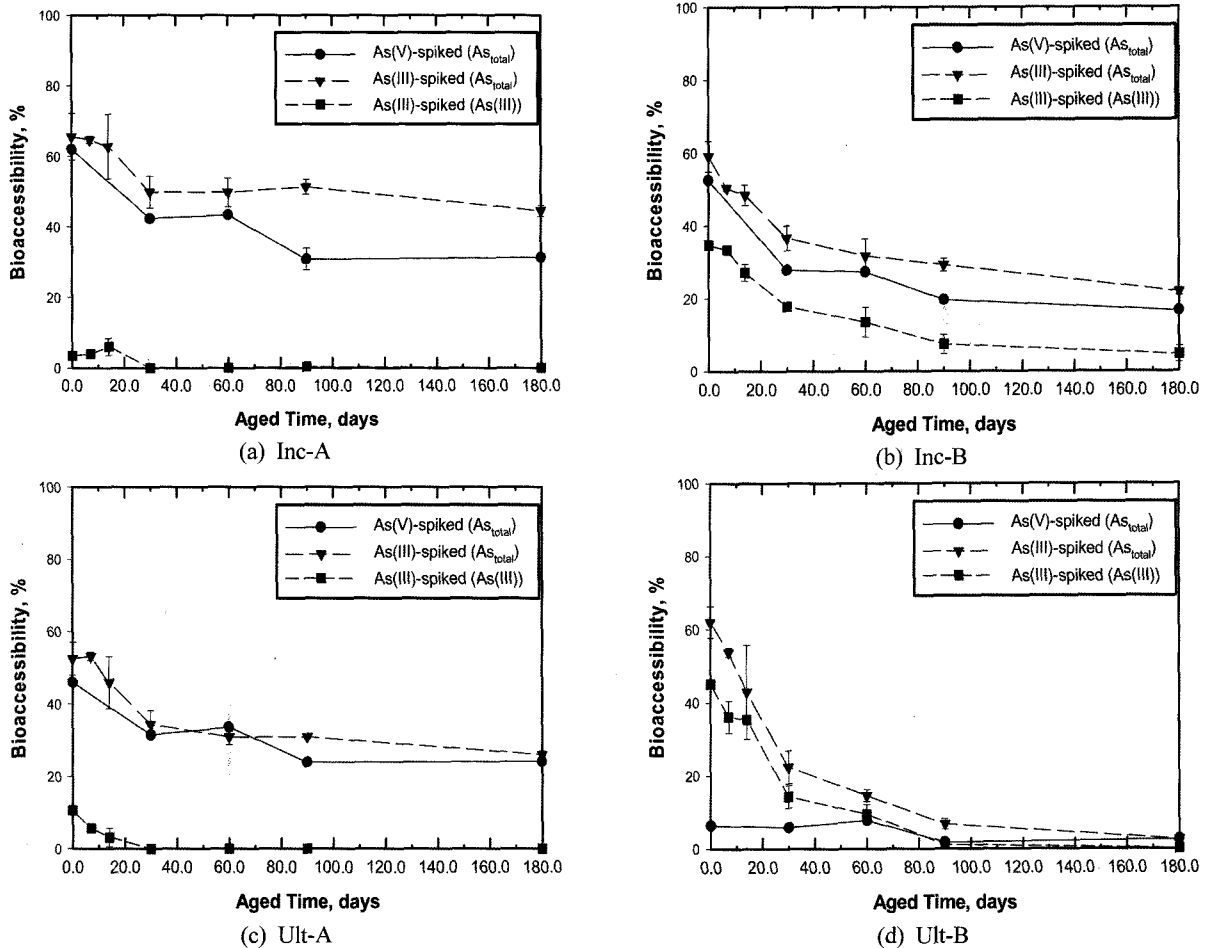 100
80
60
40
20
0
Bioaccessibility, %
As(V)-spiked (Astotal)
As(III)-spiked (Astotal)
As(III)-spiked (As(III))
0.0 20.0 40.0 60.0 80.0 100.0 120.0 140.0 160.0 180.0
Aged Time, days
(a) Inc-A
100
80
60
40
20
0
Bioaccessibility, %
As(V)-spiked (Astotal)
As(III)-spiked (Astotal)
As(III)-spiked (As(III))
0.0 20.0 40.0 60.0 80.0 100.0 120.0 140.0 160.0 180.0
Aged Time, days
(b) Inc-B
100
80
60
40
20
0
Bioaccessibility, %
As(V)-spiked (Astotal)
As(III)-spiked (Astotal)
As(III)-spiked (As(III))
0.0 20.0 40.0 60.0 80.0 100.0 120.0 140.0 160.0 180.0
Aged Time, days
(c) Ult-A
100
80
60
40
20
0
Bioaccessibility, %
As(V)-spiked (Astotal)
As(III)-spiked (Astotal)
As(III)-spiked (As(III))
0.0 20.0 40.0 60.0 80.0 100.0 120.0 140.0 160.0 180.0
Aged Time, days
(d) Ult-B